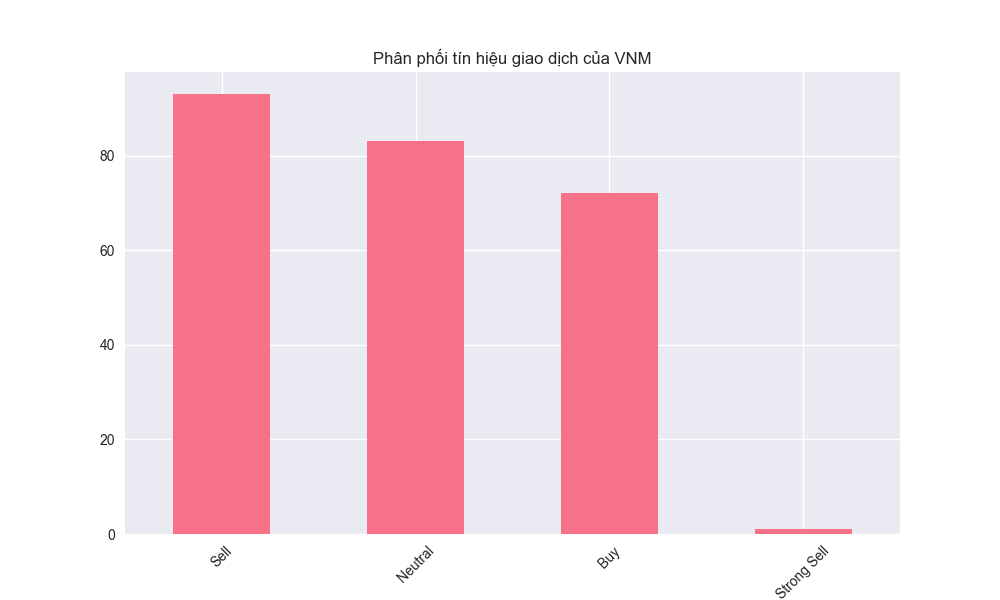 Phân phối tín hiệu giao dịch của VNM
80
60
40
20
0
Sell
Neutral
Buy
Strong Sell